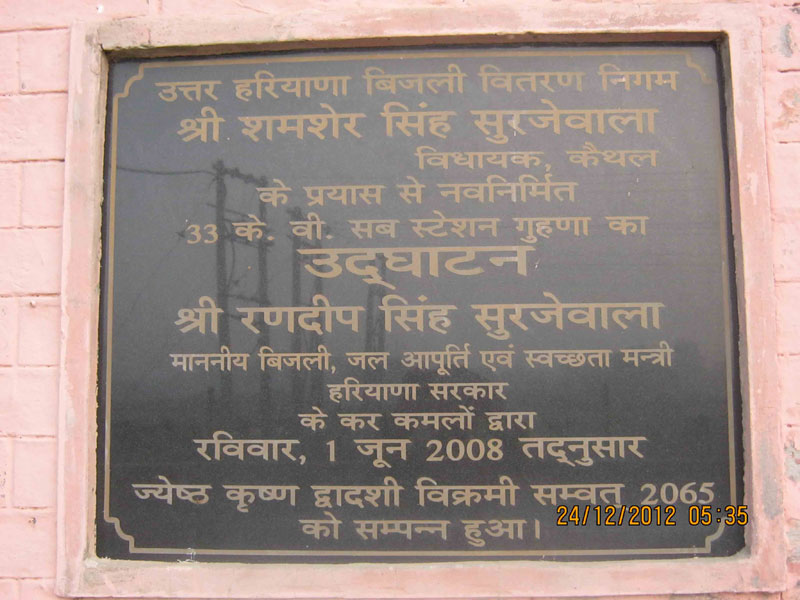 उत्तर हरियाणा बिजली वितरण निगम
श्री शमशेर सिंह सुरजेवाला
विधायक, कैथल
के प्रयास से नवनिर्मित
33 के. वी. सब स्टेशन गुहणा का
उद्घाटन
श्री रणदीप सिंह सुरजेवाला
माननीय बिजली, जल आपूर्ति एवं स्वच्छता मन्त्री
हरियाणा सरकार
के कर कमलों द्वारा
रविवार, 1 जून 2008 तद्नुसार
ज्येष्ठ कृष्ण द्वादशी विक्रमी सम्वत 2065
को सम्पन्न हुआ।
24/12/2012 05:35